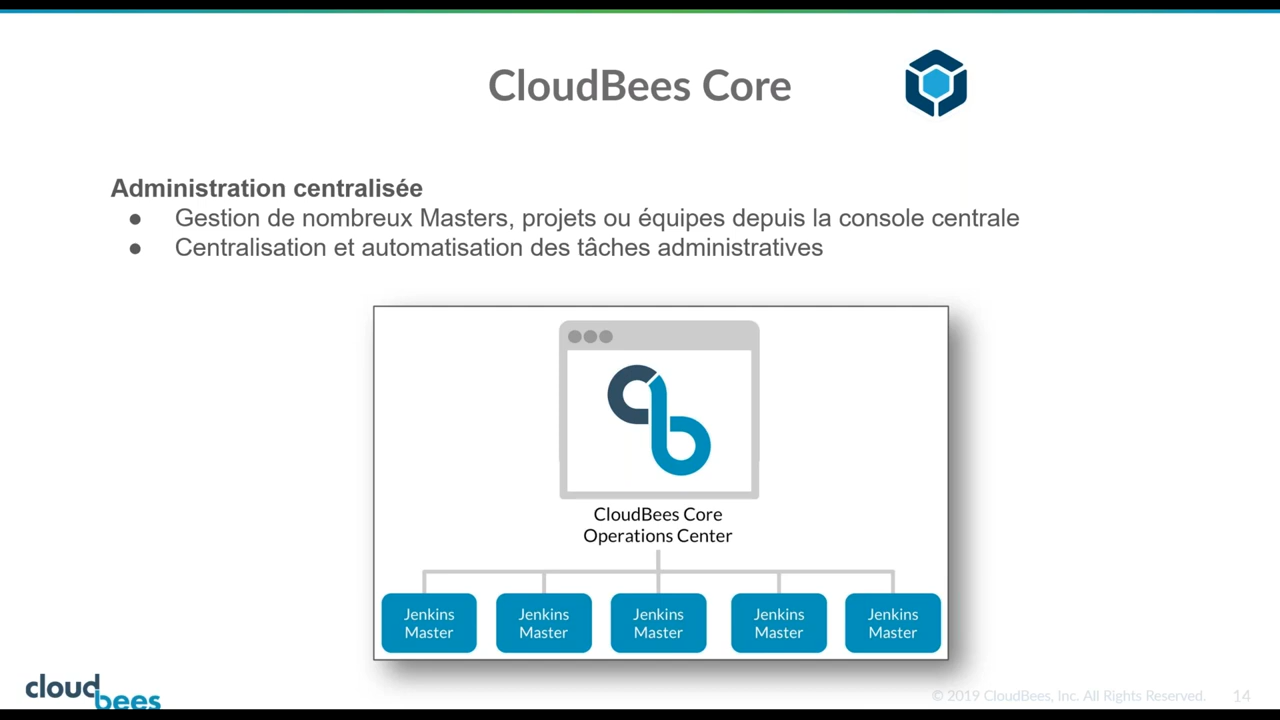 CloudBees Core
Administration centralisée
● Gestion de nombreux Masters, projets ou équipes depuis la console centrale
● Centralisation et automatisation des tâches administratives
CloudBees Core
Operations Center
Jenkins Master
Jenkins Master
Jenkins Master
Jenkins Master
Jenkins Master
cloudbees
© 2019 CloudBees, Inc. All Rights Reserved. 14